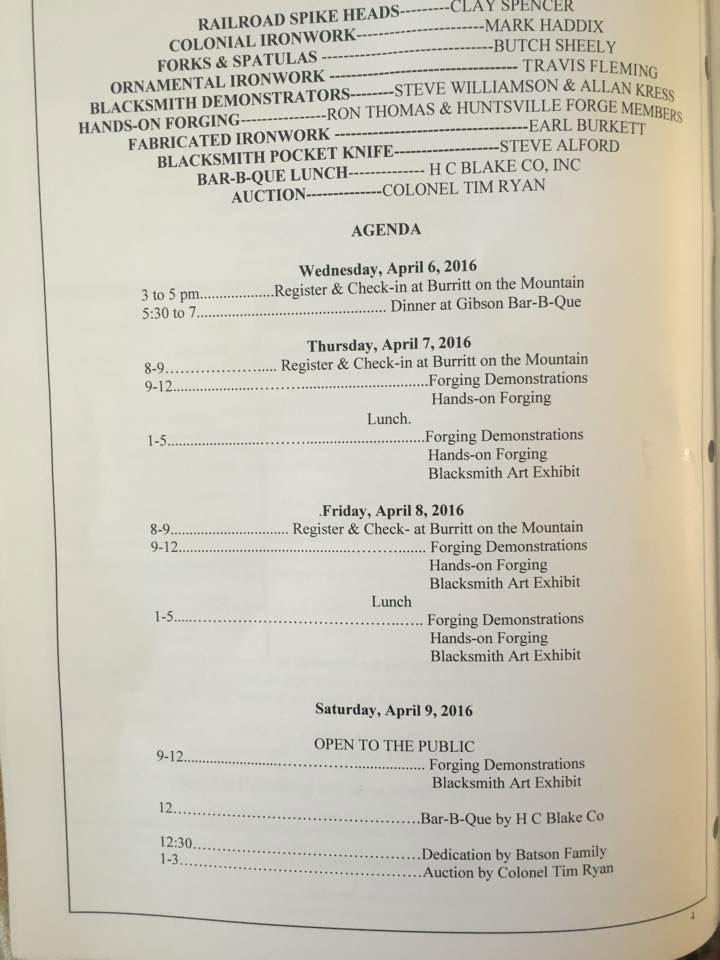 RAILROAD SPIKE HEADS---------CLAY SPENCER
COLONIAL IRONWORK-----------------------MARK HADDIX
FORKS & SPATULAS -------------------------------BUTCH SHEELY
ORNAMENTAL IRONWORK ---------------------------------- TRAVIS FLEMING
BLACKSMITH DEMONSTRATORS--------STEVE WILLIAMSON & ALLAN KRESS
HANDS-ON FORGING----------------RON THOMAS & HUNTSVILLE FORGE MEMBERS
FABRICATED IRONWORK -----------------------------------EARL BURKETT
BLACKSMITH POCKET KNIFE-------------------STEVE ALFORD
BAR-B-QUE LUNCH-------------- H C BLAKE CO, INC
AUCTION--------------COLONEL TIM RYAN
AGENDA
Wednesday, April 6, 2016
3 to 5 pm...................Register & Check-in at Burritt on the Mountain
5:30 to 7................................................ Dinner at Gibson Bar-B-Que
Thursday, April 7, 2016
8-9............................ Register & Check-in at Burritt on the Mountain
9-12................................................................Forging Demonstrations
Hands-on Forging
Lunch.
1-5.................................................................Forging Demonstrations
Hands-on Forging
Blacksmith Art Exhibit
.Friday, April 8, 2016
8-9.............................. Register & Check- at Burritt on the Mountain
9-12............................................................... Forging Demonstrations
Hands-on Forging
Blacksmith Art Exhibit
Lunch
1-5................................................................ Forging Demonstrations
Hands-on Forging
Blacksmith Art Exhibit
Saturday, April 9, 2016
OPEN TO THE PUBLIC
9-12.............................................................. Forging Demonstrations
Blacksmith Art Exhibit
12..............................................................Bar-B-Que by H C Blake Co
12:30..........................................................Dedication by Batson Family
1-3.............................................................Auction by Colonel Tim Ryan
4